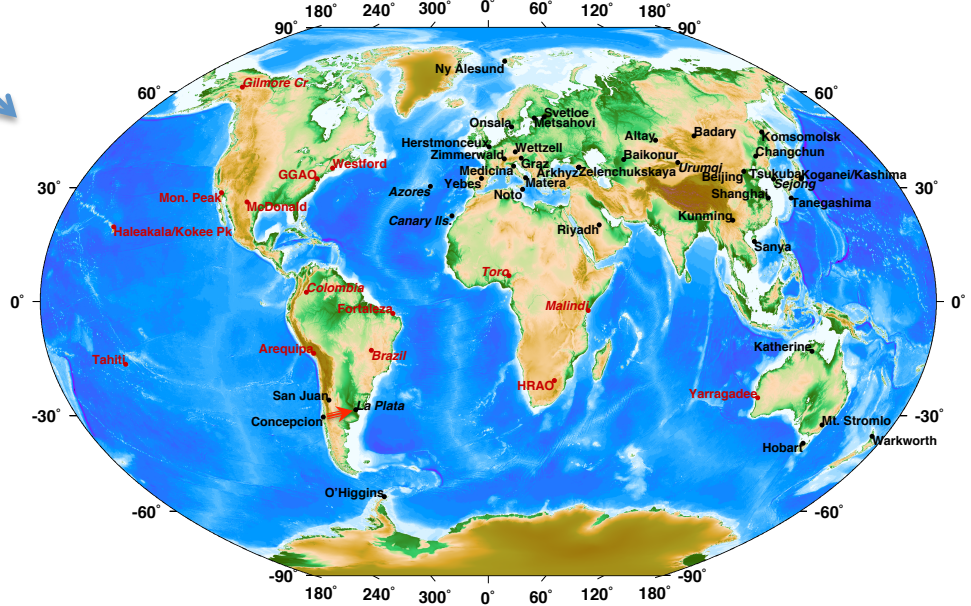 180° 240° 300° 0° 60° 120° 180°
90° 90°
Ny Alesund
Gilmore Cr
60° 60°
Svetloe
Onsala Metsahovi
Altay Badary Komsomolsk
Herstmonceux Wettzell
Zimmerwald Graz Baikonur Changchun
Medicina Arkhyz Zelenchukskaya Urumqi
Westford
GGAO
Beijing Tsukuba Koganei/Kashima
Azores Yebes Matera Sejong
30° 30°
Mon. Peak Noto Shanghai
McDonald Tanegashima
Canary Ils. Kunming
Haleakala/Kokee Pk Riyadh
Sanya
Toro
Colombia
0° 0°
Fortaleza Malindi
Arequipa Brazil Katherine
Tahiti
HRAO Yarragadee
San Juan La Plata
-30° -30°
Concepcion Mt. Stromlo
Hobart Warkworth
O'Higgins
-60° -60°
-90° -90°
180° 240° 300° 0° 60° 120° 180°